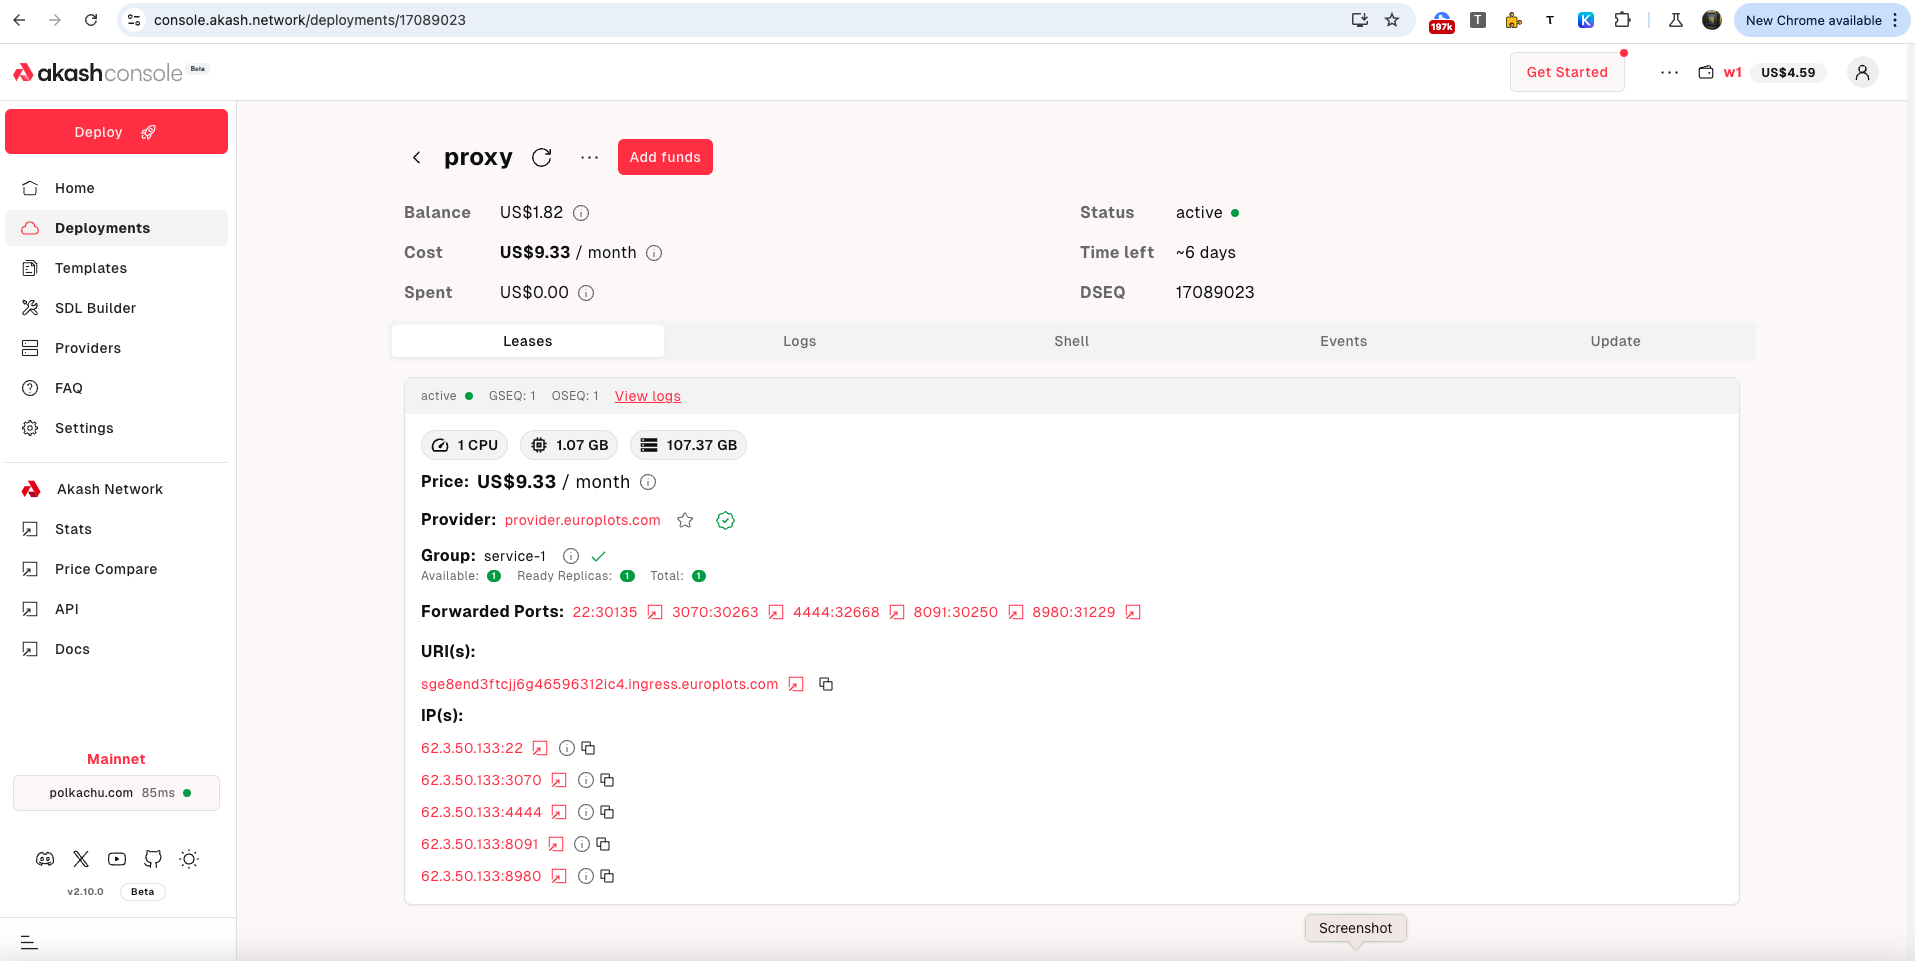 console.akash.network/deployments/17089023
197k
T
T
K
New Chrome available
akashconsole Beta
Get Started
w1 US$4.59
Deploy
Home
Deployments
Templates
SDL Builder
Providers
FAQ
Settings
Akash Network
Stats
Price Compare
API
Docs
Mainnet
polkachu.com 85ms
v2.10.0 Beta
proxy
Add funds
Balance US$1.82
Status active
Cost US$9.33 / month
Time left ~6 days
Spent US$0.00
DSEQ 17089023
Leases Logs Shell Events Update
active GSEQ: 1 OSEQ: 1 View logs
1 CPU 1.07 GB 107.37 GB
Price: US$9.33 / month
Provider: provider.europlots.com
Group: service-1
Available: 1 Ready Replicas: 1 Total: 1
Forwarded Ports: 22:30135 3070:30263 4444:32668 8091:30250 8980:31229
URI(s):
sge8end3ftcjj6g46596312ic4.ingress.europlots.com
IP(s):
62.3.50.133:22
62.3.50.133:3070
62.3.50.133:4444
62.3.50.133:8091
62.3.50.133:8980
Screenshot